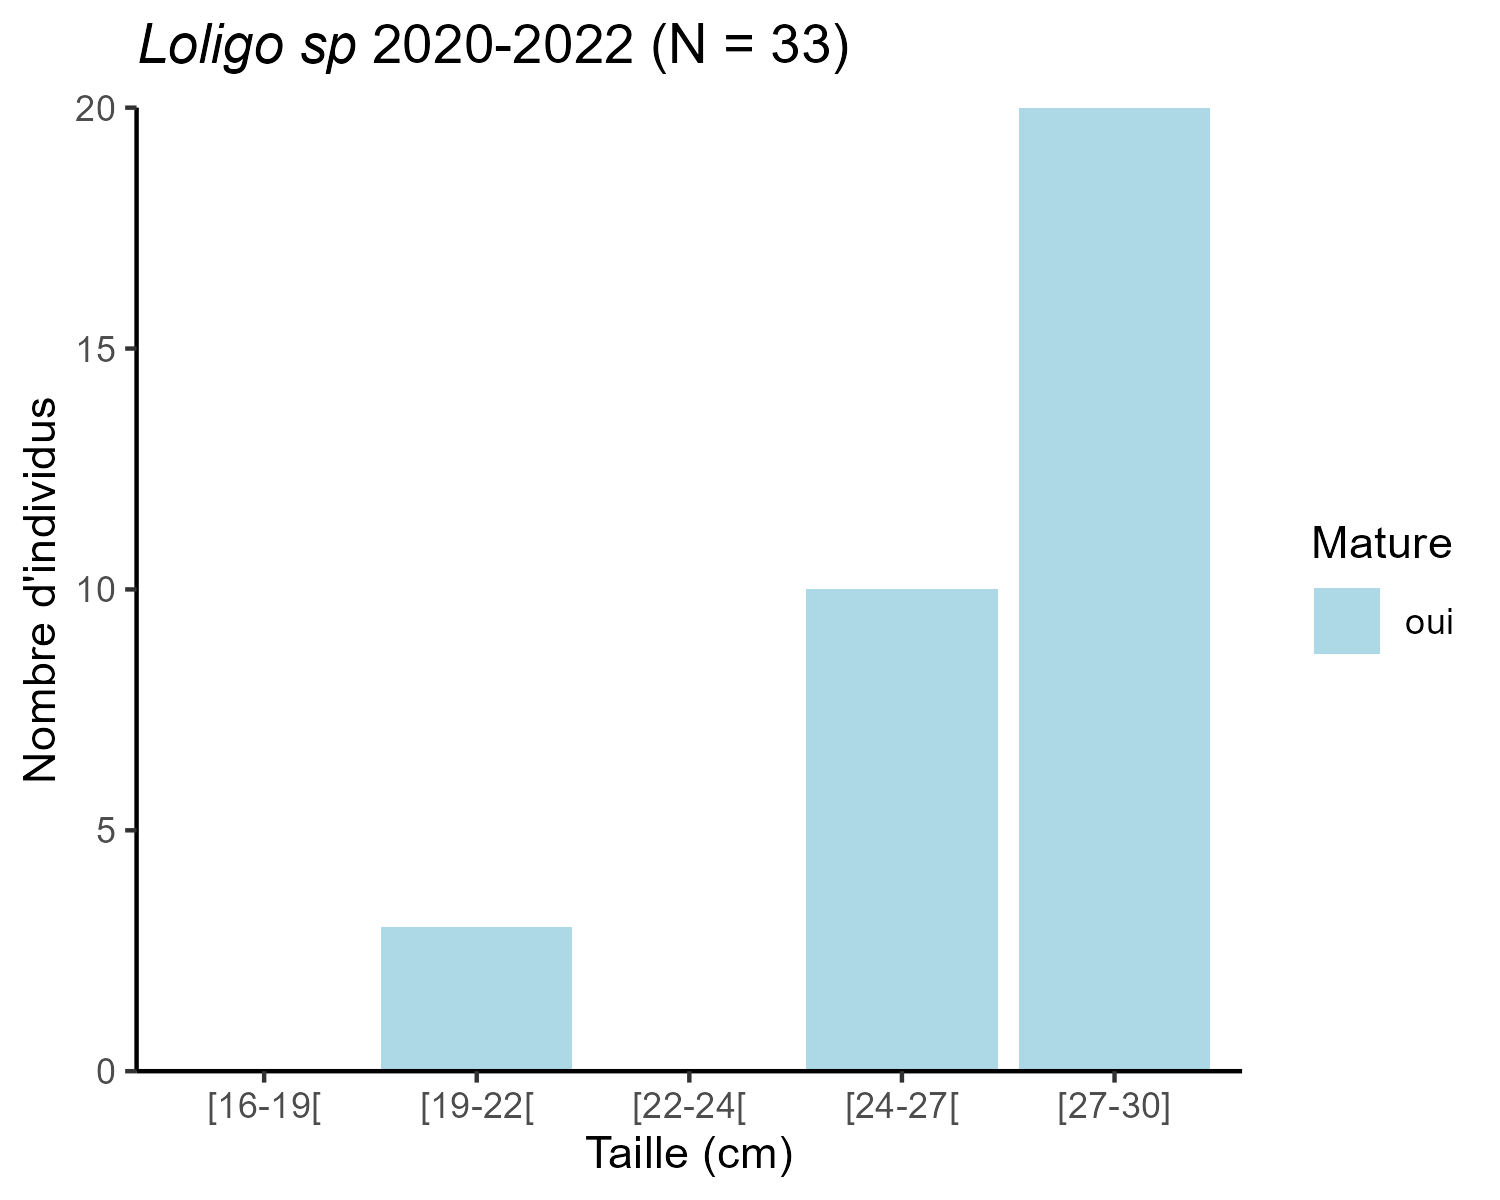 Loligo sp 2020-2022 (N = 33)
20
15
10
5
0
Nombre d'individus
[16-19[ [19-22[ [22-24[ [24-27[ [27-30]
Taille (cm)
Mature
oui